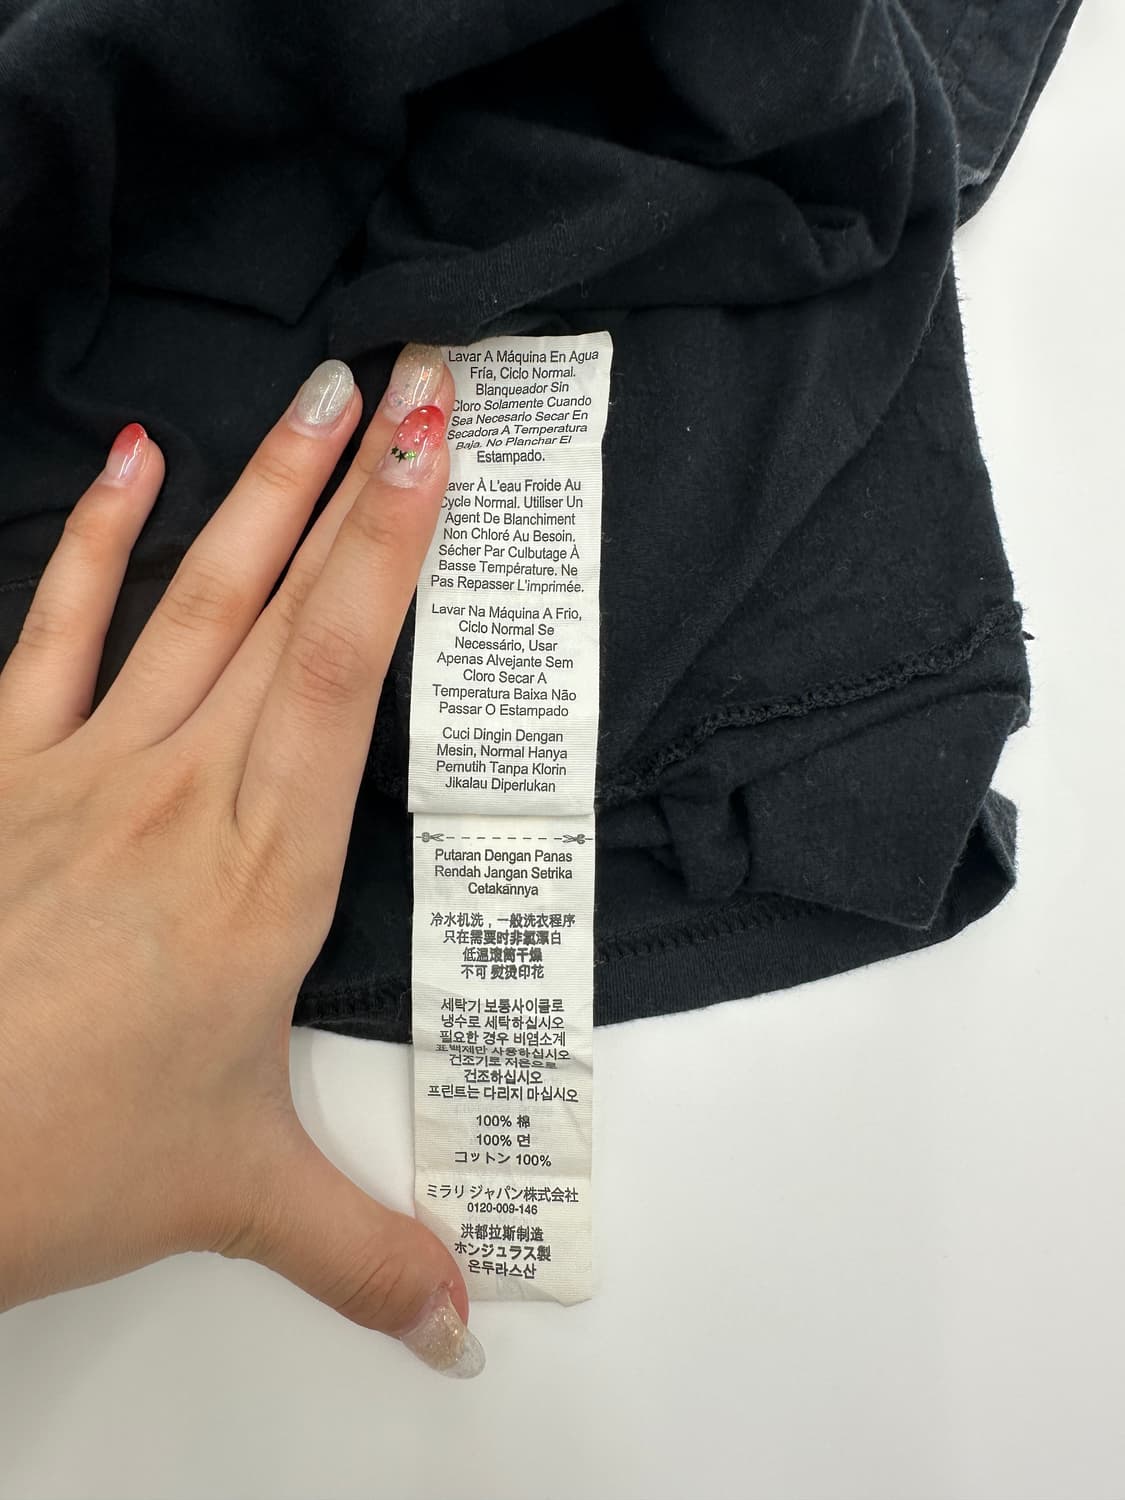 Lavar A Máquina En Agua
Fría, Ciclo Normal.
Blanqueador Sin
Cloro Solamente Cuando
Sea Necesario Secar En
Secadora A Temperatura
Baja. No Planchar El
Estampado.
aver À L'eau Froide Au
Cycle Normal. Utiliser Un
Agent De Blanchiment
Non Chloré Au Besoin.
Sécher Par Culbutage À
Basse Température. Ne
Pas Repasser L'imprimée.
Lavar Na Máquina A Frio,
Ciclo Normal Se
Necessário, Usar
Apenas Alvejante Sem
Cloro Secar A
Temperatura Baixa Não
Passar O Estampado
Cuci Dingin Dengan
Mesin, Normal Hanya
Pemutih Tanpa Klorin
Jikalau Diperlukan
Putaran Dengan Panas
Rendah Jangan Setrika
Cetakannya
冷水机洗，一般洗衣程序
只在需要时非氯漂白
低温滚筒干燥
不可 熨烫印花
세탁기 보통사이클로
냉수로 세탁하십시오
필요한 경우 비염소계
표백제만 사용하십시오
건조기로 저온으로
건조하십시오
프린트는 다리지 마십시오
100% 棉
100% 면
コットン 100%
ミラリ ジャパン株式会社
0120-009-146
洪都拉斯制造
ホンジュラス製
온두라스산